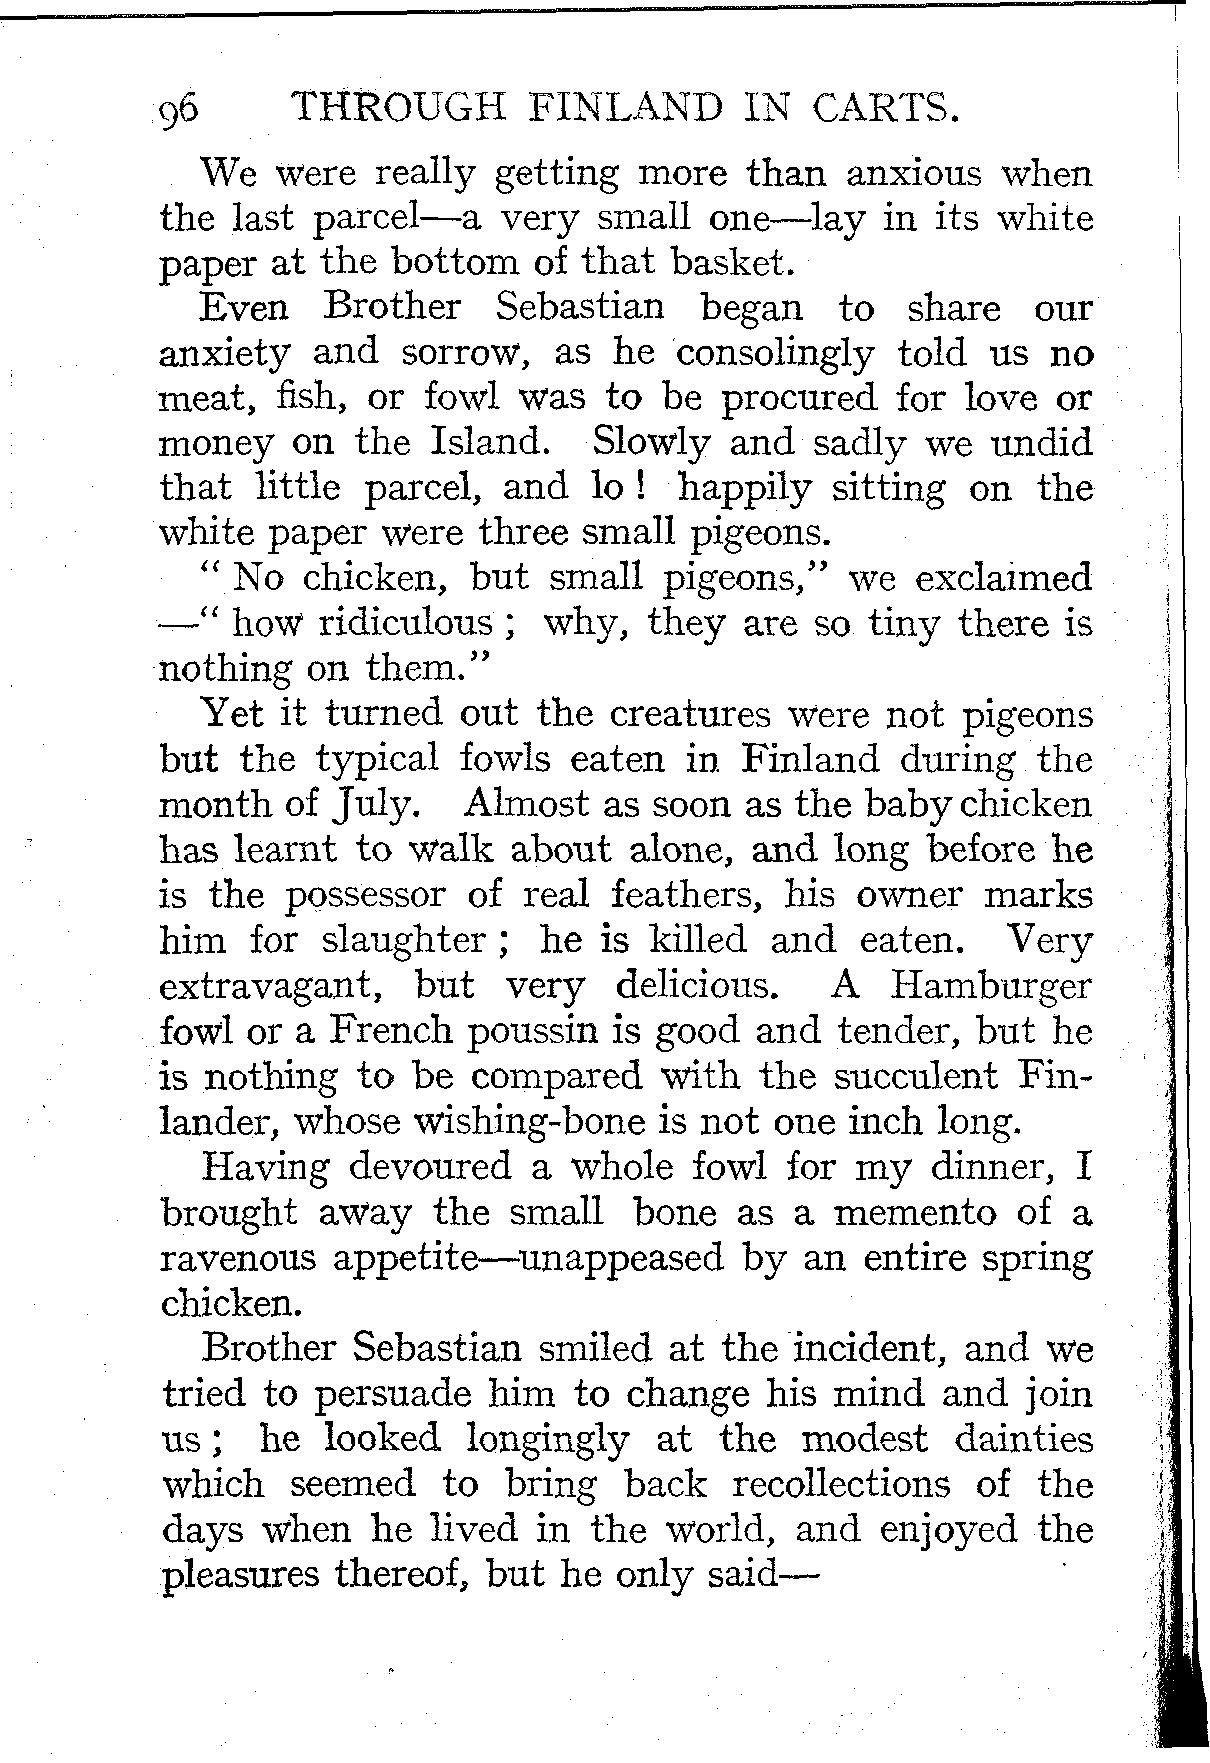 96 THROUGH FINLAND IN CARTS.
We were really getting more than anxious when
the last parcel—a very small one—lay in its white
paper at the bottom of that basket.
Even Brother Sebastian began to share our
anxiety and sorrow, as he consolingly told us no
meat, fish, or fowl was to be procured for love or
money on the Island. Slowly and sadly we undid
that little parcel, and lo ! happily sitting on the
white paper were three small pigeons.
“ No chicken, but small pigeons,” we exclaimed
—“ how ridiculous ; why, they are so tiny there is
nothing on them.”
Yet it turned out the creatures were not pigeons
but the typical fowls eaten in Finland during the
month of July. Almost as soon as the baby chicken
has learnt to walk about alone, and long before he
is the possessor of real feathers, his owner marks
him for slaughter ; he is killed and eaten. Very
extravagant, but very delicious. A Hamburger
fowl or a French poussin is good and tender, but he
is nothing to be compared with the succulent Fin-
lander, whose wishing-bone is not one inch long.
Having devoured a whole fowl for my dinner, I
brought away the small bone as a memento of a
ravenous appetite—unappeased by an entire spring
chicken.
Brother Sebastian smiled at the incident, and we
tried to persuade him to change his mind and join
us ; he looked longingly at the modest dainties
which seemed to bring back recollections of the
days when he lived in the world, and enjoyed the
pleasures thereof, but he only said—